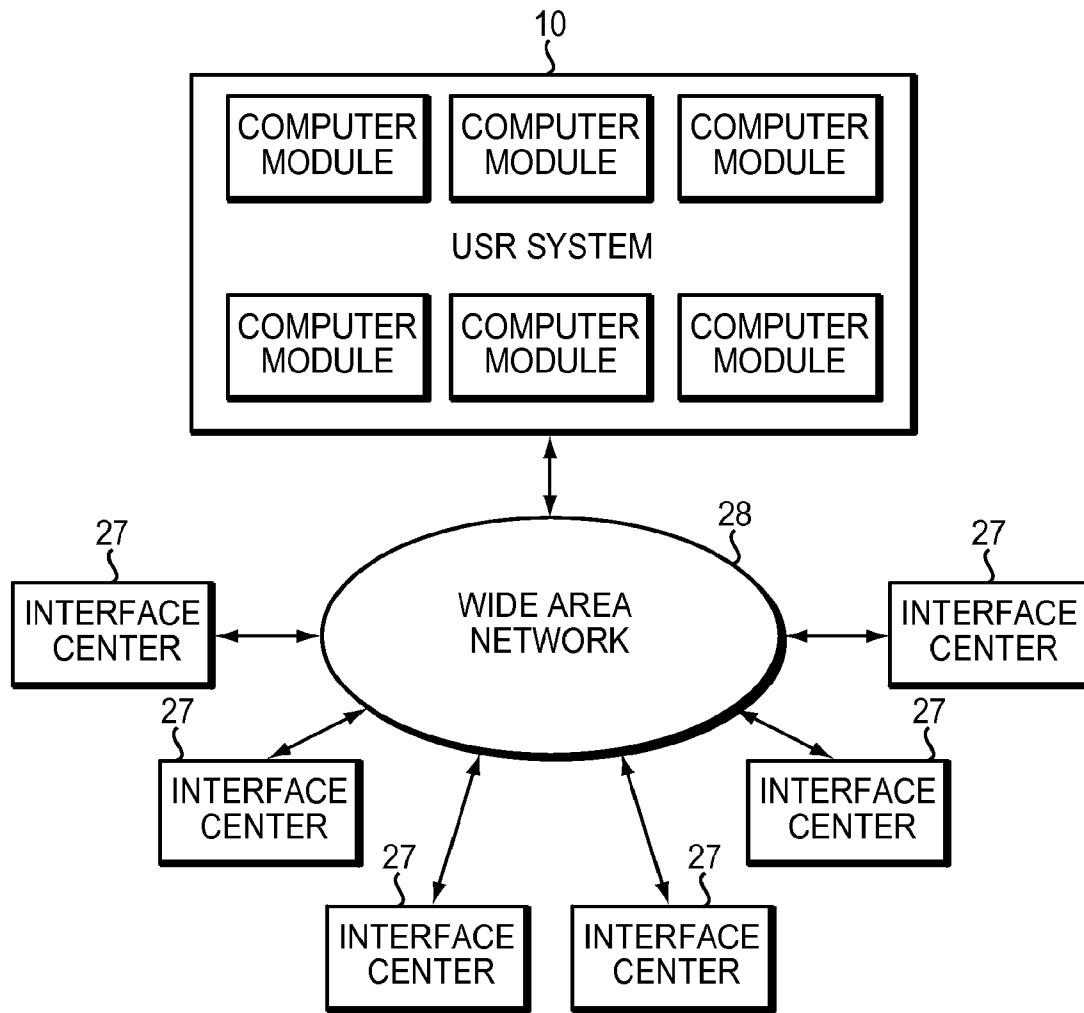 10
COMPUTER
MODULE
COMPUTER
MODULE
COMPUTER
MODULE
USR SYSTEM
COMPUTER
MODULE
COMPUTER
MODULE
COMPUTER
MODULE
28
WIDE AREA
NETWORK
27
INTERFACE
CENTER
27
INTERFACE
CENTER
27
INTERFACE
CENTER
27
INTERFACE
CENTER
27
INTERFACE
CENTER
27
INTERFACE
CENTER